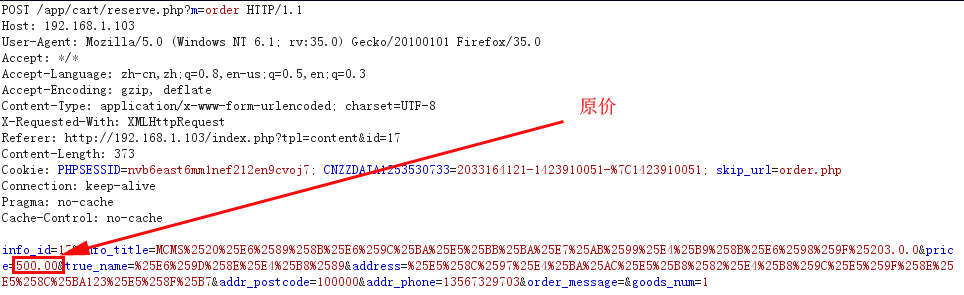 POST /app/cart/reserve.php?m=order HTTP/1.1
Host: 192.168.1.103
User-Agent: Mozilla/5.0 (Windows NT 6.1; rv:35.0) Gecko/20100101 Firefox/35.0
Accept: */*
Accept-Language: zh-cn,zh;q=0.8,en-us;q=0.5,en;q=0.3
Accept-Encoding: gzip, deflate
Content-Type: application/x-www-form-urlencoded; charset=UTF-8
X-Requested-With: XMLHttpRequest
原价
Referer: http://192.168.1.103/index.php?tpl=content&id=17
Content-Length: 373
Cookie: PHPSESSID=nvb6east6mm1nef212en9cvoj7; CNZZDATA1253530733=2033164121-1423910051-%7C1423910051; skip_url=order.php
Connection: keep-alive
Pragma: no-cache
Cache-Control: no-cache
info_id=17&info_title=MCMS%2520%25E6%2589%258B%25E6%259C%25BA%25E5%25BB%25BA%25E7%25AB%2599%25E4%25B9%258B%25E6%2598%259F%25203.0.0&pric
e=500.00&true_name=%25E6%259D%258E%25E4%25B8%2589&address=%25E5%258C%2597%25E4%25BA%25AC%25E5%25B8%2582%25E4%25B8%259C%25E5%259F%258E%25
E5%258C%25BA123%25E5%258F%25B7&addr_postcode=100000&addr_phone=13567329703&order_message=&goods_num=1